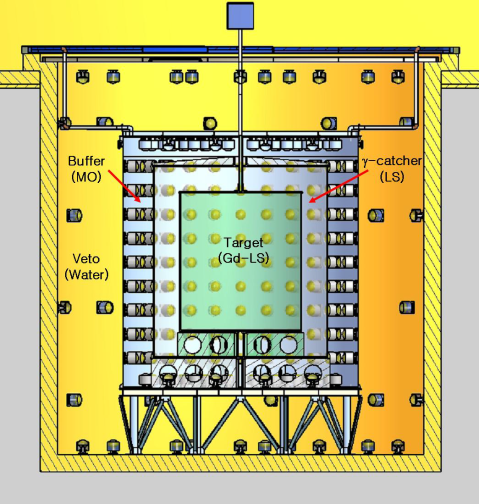 Buffer
(MO)
γ-catcher
(LS)
Target
(Gd-LS)
Veto
(Water)